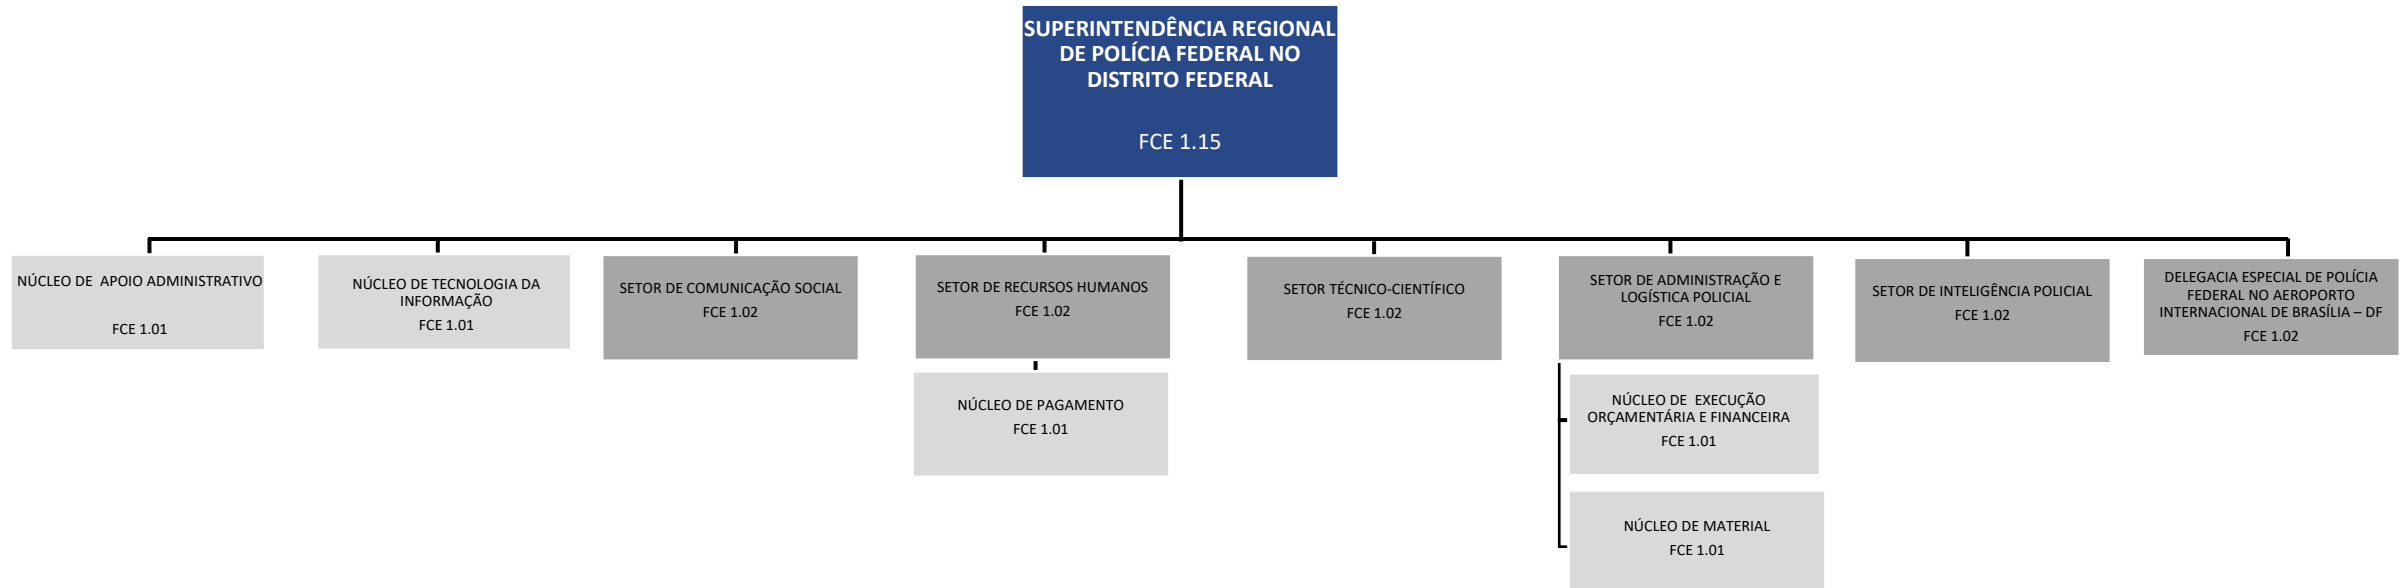 SUPERINTENDÊNCIA REGIONAL
DE POLÍCIA FEDERAL NO
DISTRITO FEDERAL
FCE 1.15
NÚCLEO DE APOIO ADMINISTRATIVO
FCE 1.01
NÚCLEO DE TECNOLOGIA DA
INFORMAÇÃO
FCE 1.01
SETOR DE COMUNICAÇÃO SOCIAL
FCE 1.02
SETOR DE RECURSOS HUMANOS
FCE 1.02
NÚCLEO DE PAGAMENTO
FCE 1.01
SETOR TÉCNICO-CIENTÍFICO
FCE 1.02
SETOR DE ADMINISTRAÇÃO E
LOGÍSTICA POLICIAL
FCE 1.02
NÚCLEO DE EXECUÇÃO
ORÇAMENTÁRIA E FINANCEIRA
FCE 1.01
NÚCLEO DE MATERIAL
FCE 1.01
SETOR DE INTELIGÊNCIA POLICIAL
FCE 1.02
DELEGACIA ESPECIAL DE POLÍCIA
FEDERAL NO AEROPORTO
INTERNACIONAL DE BRASÍLIA – DF
FCE 1.02